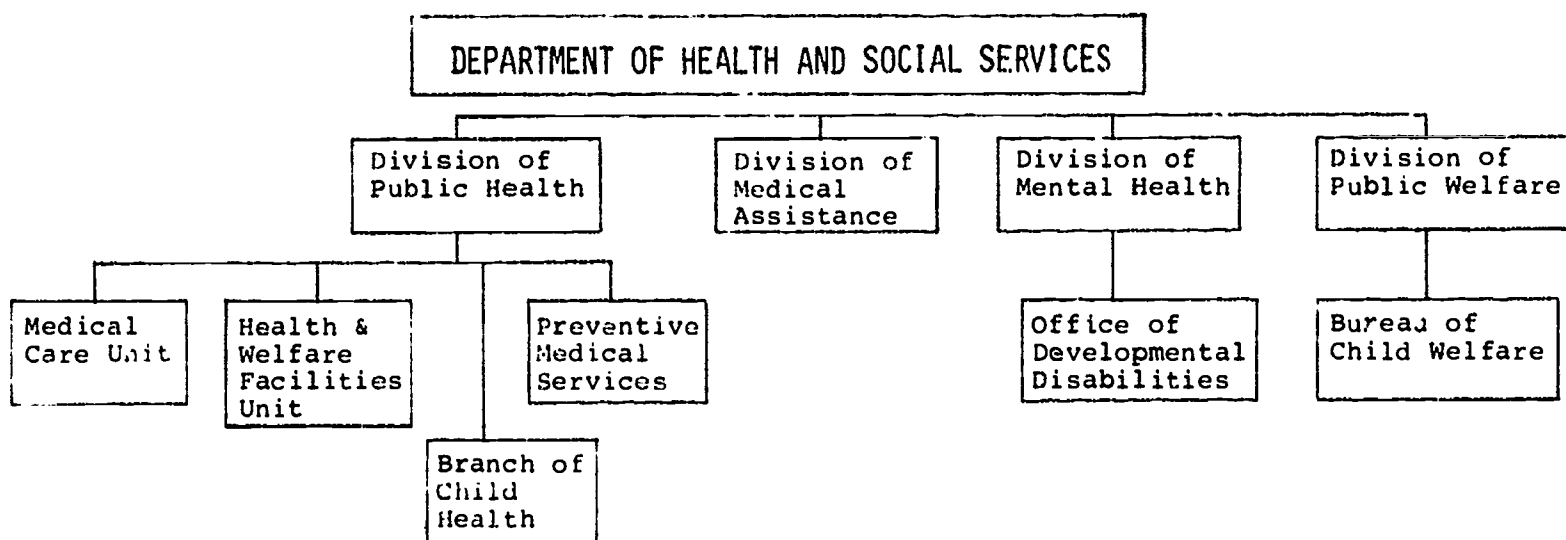 DEPARTMENT OF HEALTH AND SOCIAL SERVICES
Division of
Public Health
Division of
Medical
Assistance
Division of
Mental Health
Division of
Public Welfare
Medical
Care Unit
Health &
Welfare
Facilities
Unit
Preventive
Medical
Services
Office of
Developmental
Disabilities
Bureau of
Child Welfare
Branch of
Child
Health